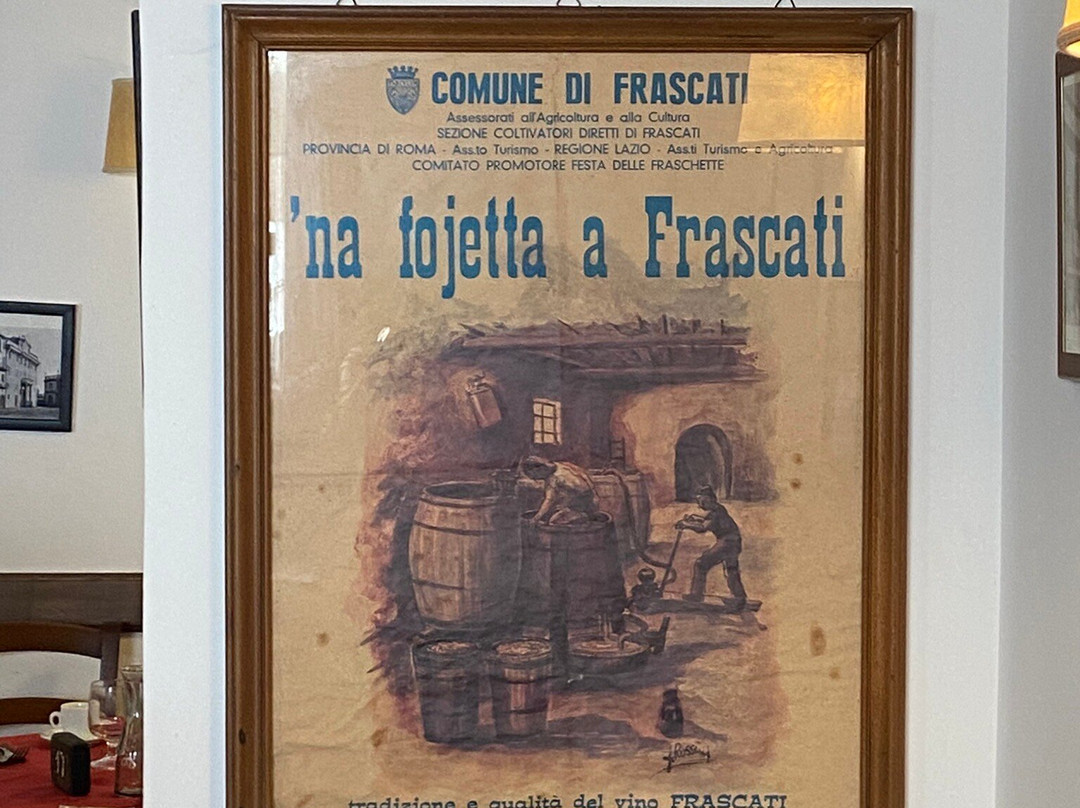 COMUNE DI FRASCATI
Assessorati all'Agricoltura e alla Cultura
SEZIONE COLTIVATORI DIRETTI DI FRASCATI
PROVINCIA DI ROMA - Ass.to Turismo - REGIONE LAZIO - Ass.ti Turismo e Agricoltura
COMITATO PROMOTORE FESTA DELLE FRASCHETTE
'na fojetta a Frascati
tradizione e qualità del vino FRASCATI